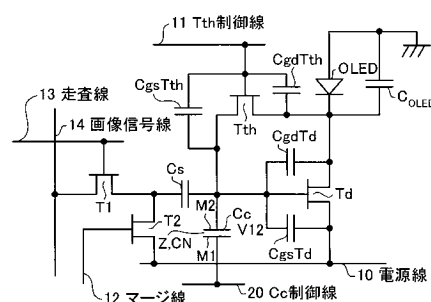 11 Tth制御線
CgdTth
OLED
CgsTth
13 走査線
14 画像信号線
Tth
COLED
CgdTd
Cs
T1
T2
M2
Cc
Td
Z,CN
V12
M1
CgsTd
10 電源線
12 マージ線
20 Cc制御線